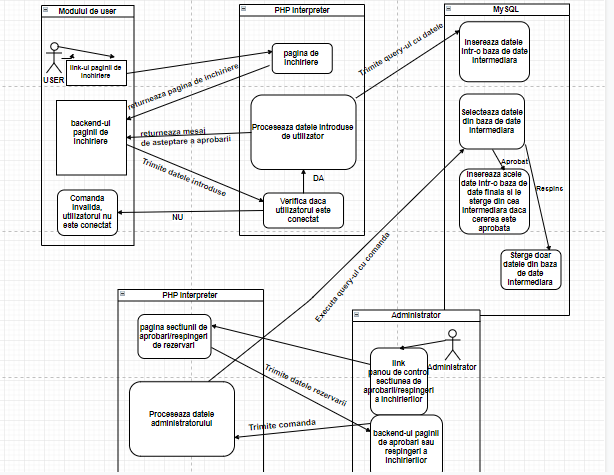 Modulul de user
USER
link-ul paginii de
inchiriere
backend-ul
paginii de
inchiriere
Comanda
invalida,
utilizatorul nu
este conectat
PHP Interpreter
pagina de
inchiriere
returneaza pagina de inchiriere
Proceseaza datele introduse
de utilizator
returneaza mesaj
de asteptare a aprobarii
Trimite datele introduse
DA
Verifica daca
utilizatorul este
conectat
NU
Trimite query-ul cu datele
MySQL
Insereaza datele
intr-o baza de date
intermediara
Selecteaza datele
din baza de date
intermediara
Aprobat
Respins
Insereaza acele
date intr-o baza de
date finala si le
sterge din cea
intermediara daca
cererea este
aprobata
Sterge doar
datele din baza
de date
intermediara
Executa query-ul cu comanda
PHP Interpreter
pagina sectiunii de
aprobari/respingeri
de rezervari
Proceseaza datele
administratorului
Trimite datele rezervarii
Trimite comanda
Administrator
Administrator
link
panou de control
sectiunea de
aprobarii/respingeri
a inchirierilor
backend-ul paginii
de aprobari sau
respingeri a
inchirierilor